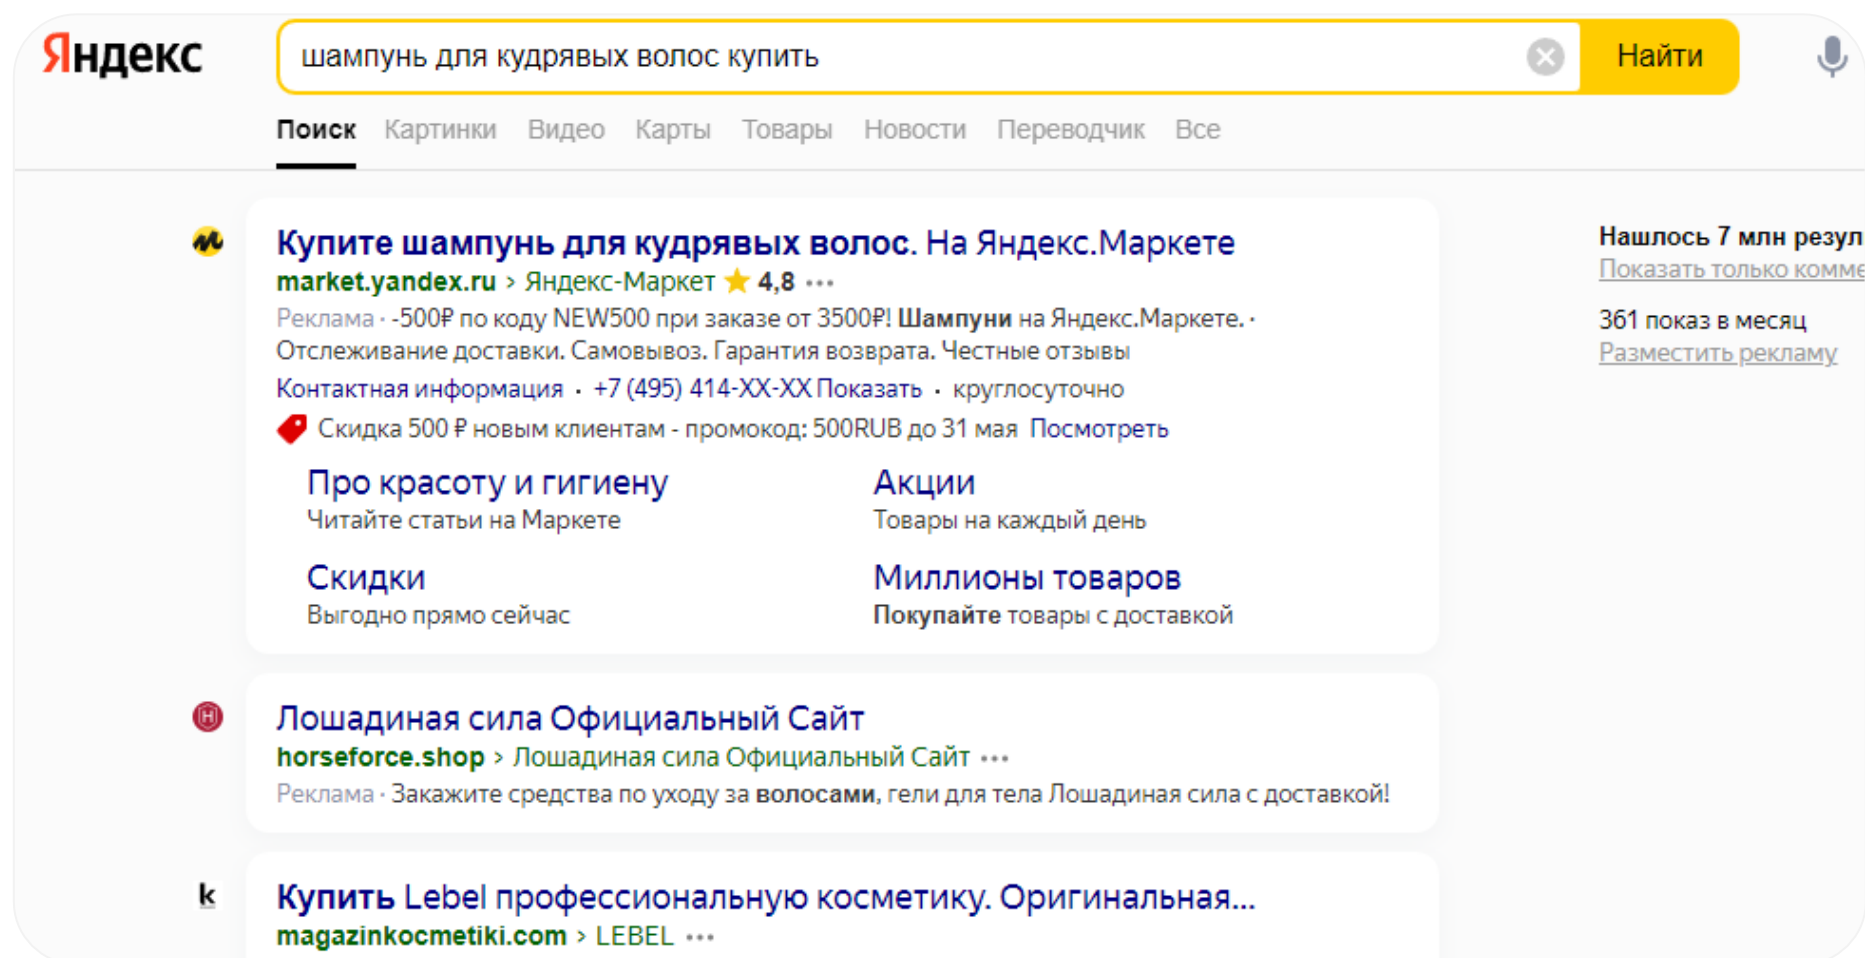 Яндекс
шампунь для кудрявых волос купить
Найти
Поиск Картинки Видео Карты Товары Новости Переводчик Все
Купите шампунь для кудрявых волос. На Яндекс.Маркете
market.yandex.ru › Яндекс-Маркет 4,8 ···
Реклама · -500₽ по коду NEW500 при заказе от 3500₽! Шампуни на Яндекс.Маркете. ·
Отслеживание доставки. Самовывоз. Гарантия возврата. Честные отзывы
Контактная информация · +7 (495) 414-XX-XX Показать · круглосуточно
Скидка 500 ₽ новым клиентам - промокод: 500RUB до 31 мая Посмотреть
Про красоту и гигиену
Читайте статьи на Маркете
Акции
Товары на каждый день
Скидки
Выгодно прямо сейчас
Миллионы товаров
Покупайте товары с доставкой
Лошадиная сила Официальный Сайт
horseforce.shop › Лошадиная сила Официальный Сайт ···
Реклама · Закажите средства по уходу за волосами, гели для тела Лошадиная сила с доставкой!
k
Купить Lebel профессиональную косметику. Оригинальная...
magazinkocmetiki.com › LEBEL ···
Нашлось 7 млн резул
Показать только комме
361 показ в месяц
Разместить рекламу